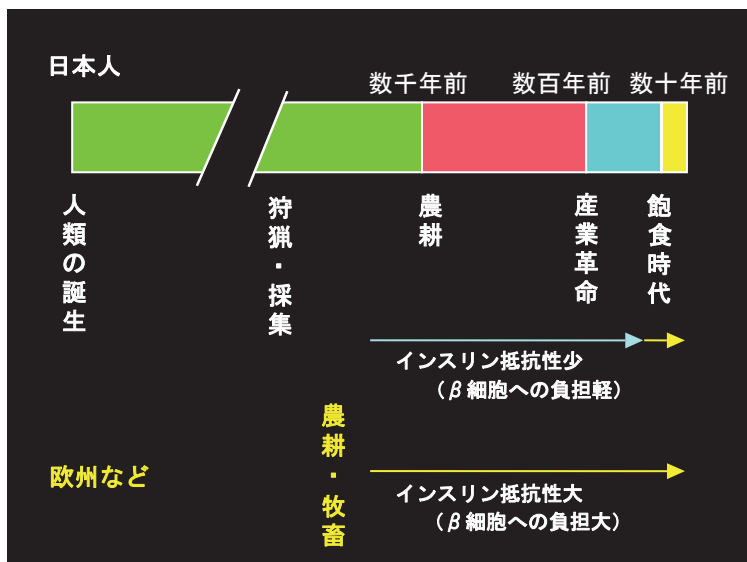 日本人
数千年前
数百年前
数十年前
人類の誕生
狩猟・採集
農耕
産業革命
飽食時代
インスリン抵抗性少
（β細胞への負担軽）
農耕・牧畜
欧州など
インスリン抵抗性大
（β細胞への負担大）